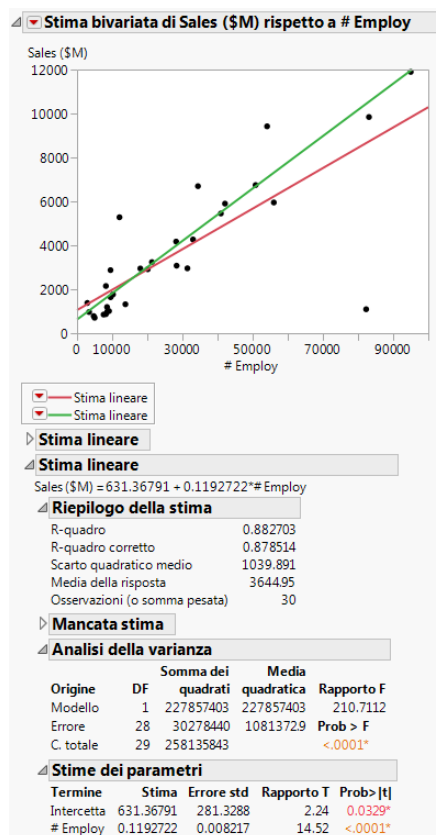 Stima bivariata di Sales ($M) rispetto a # Employ
Sales ($M)
12000
10000
8000
6000
4000
2000
0
0 10000 30000 50000 70000 90000
# Employ
Stima lineare
Stima lineare
Stima lineare
Stima lineare
Sales ($M) = 631.36791 + 0.1192722*# Employ
Riepilogo della stima
R-quadro 0.882703
R-quadro corretto 0.878514
Scarto quadratico medio 1039.891
Media della risposta 3644.95
Osservazioni (o somma pesata) 30
Mancata stima
Analisi della varianza
Somma dei Media
Origine DF quadrati quadratica Rapporto F
Modello 1 227857403 227857403 210.7112
Errore 28 30278440 1081372.9 Prob > F
C. totale 29 258135843 <.0001*
Stime dei parametri
Termine Stima Errore std Rapporto T Prob>|t|
Intercetta 631.36791 281.3288 2.24 0.0329*
# Employ 0.1192722 0.008217 14.52 <.0001*